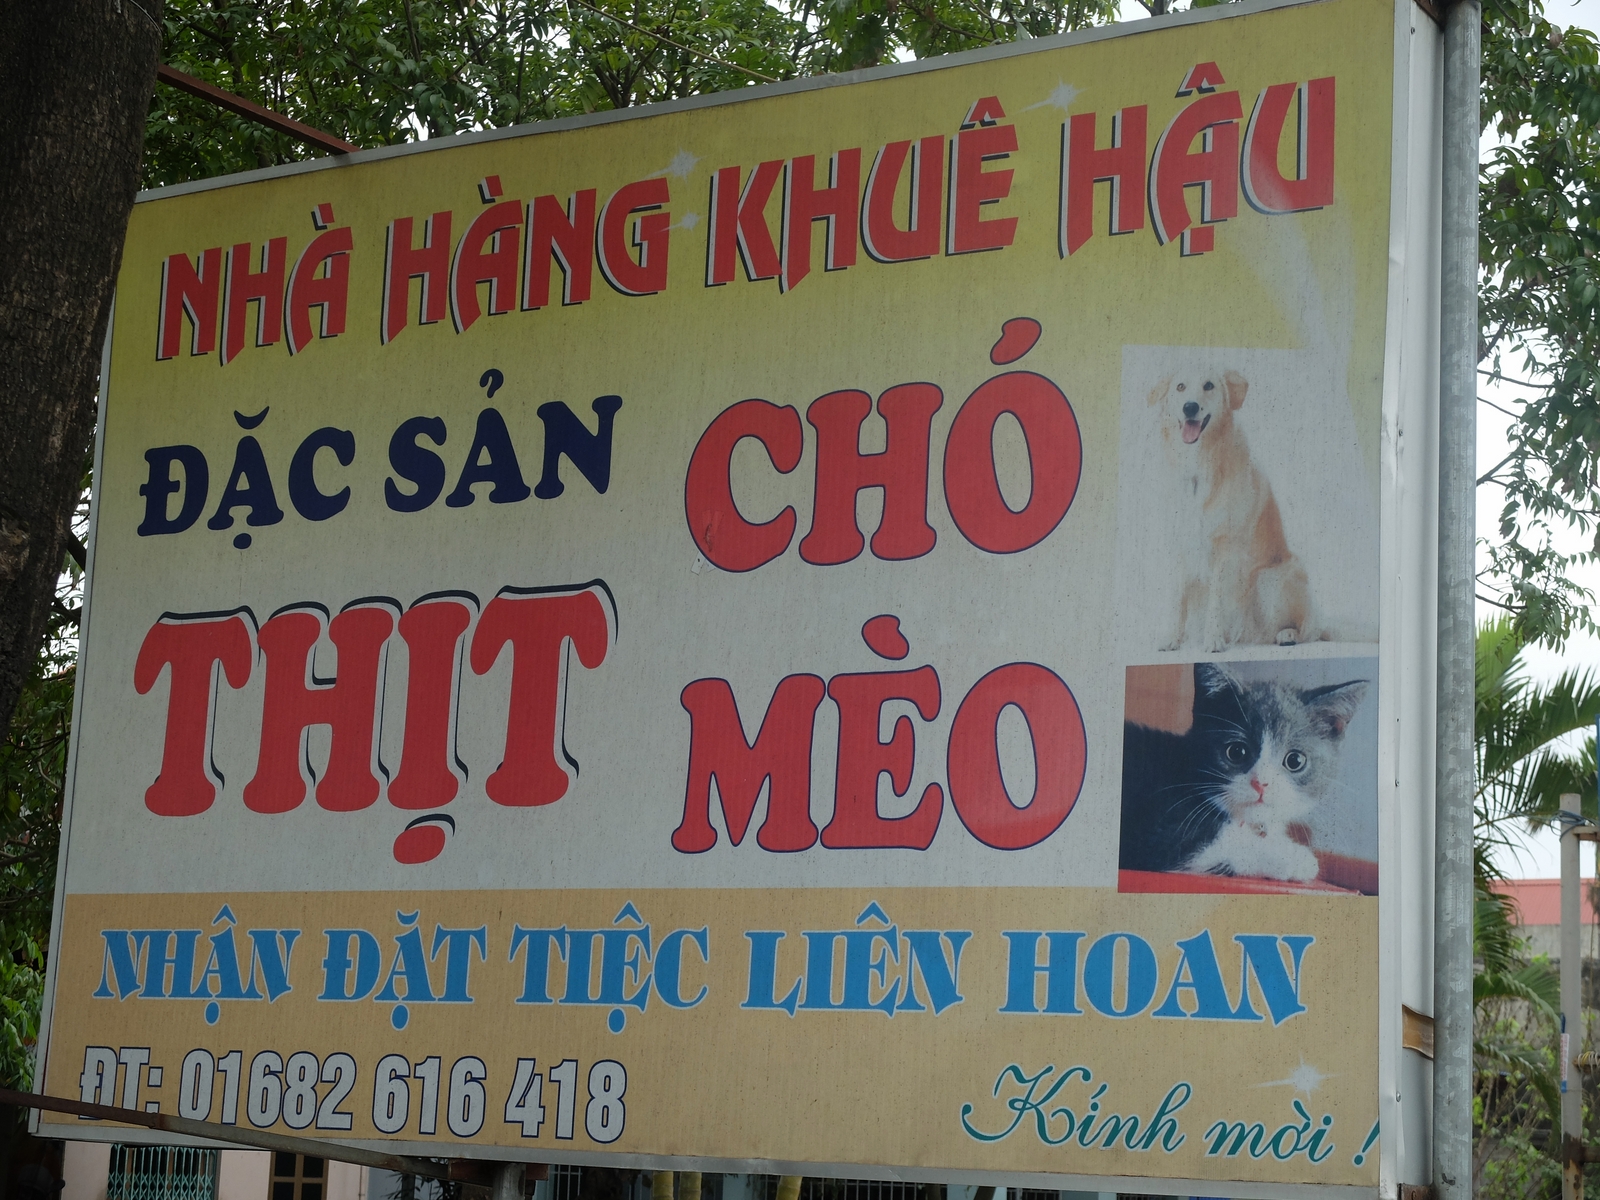 NHÀ HÀNG KHUÊ HẬU
ĐẶC SẢN
THỊT
CHÓ
MÈO
NHẬN ĐẶT TIỆC LIÊN HOAN
ĐT: 01682 616 418
Kính mời !